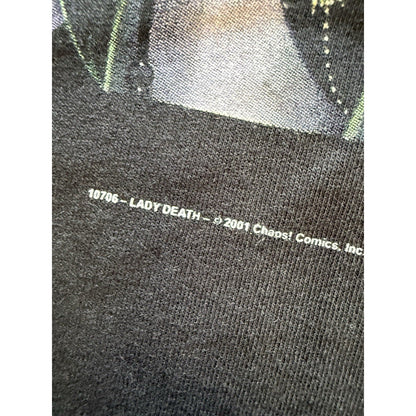 10706 – LADY DEATH – © 2001 Chaos! Comics, Inc.